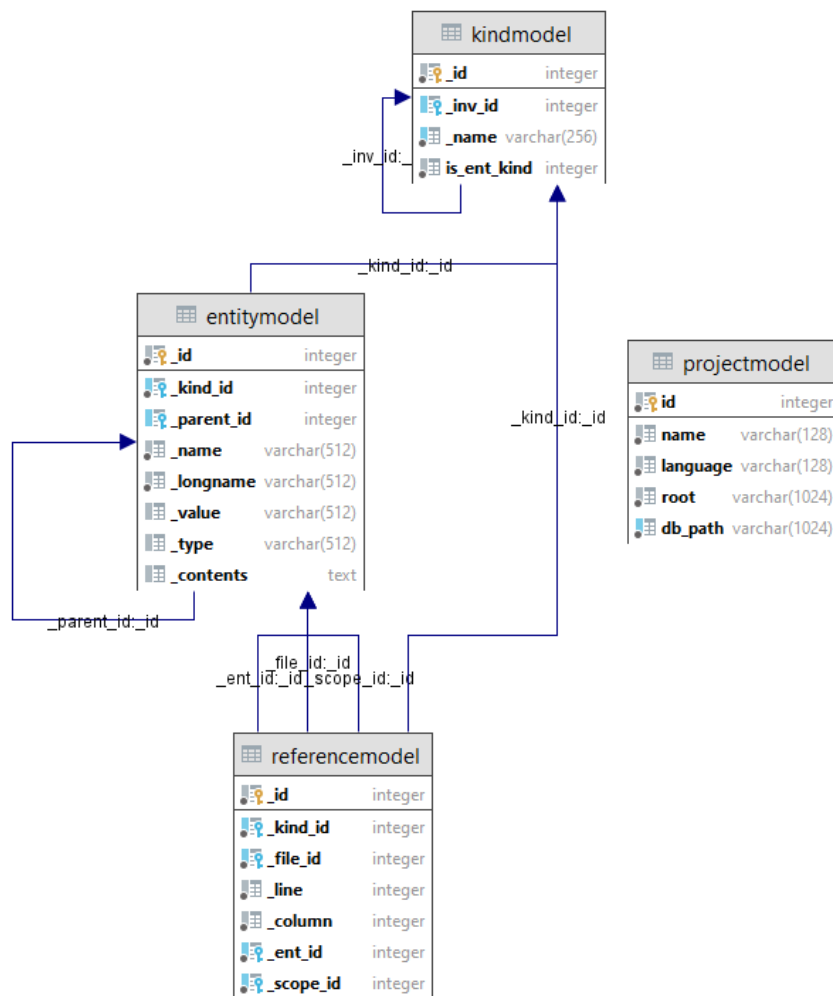 kindmodel
_id integer
_inv_id integer
_name varchar(256)
is_ent_kind integer
_inv_id:_
_kind_id:_id
entitymodel
_id integer
_kind_id integer
_parent_id integer
_name varchar(512)
_longname varchar(512)
_value varchar(512)
_type varchar(512)
_contents text
_parent_id:_id
_kind_id:_id
projectmodel
id integer
name varchar(128)
language varchar(128)
root varchar(1024)
db_path varchar(1024)
_file_id:_id
_ent_id:_id _scope_id:_id
referencemodel
_id integer
_kind_id integer
_file_id integer
_line integer
_column integer
_ent_id integer
_scope_id integer